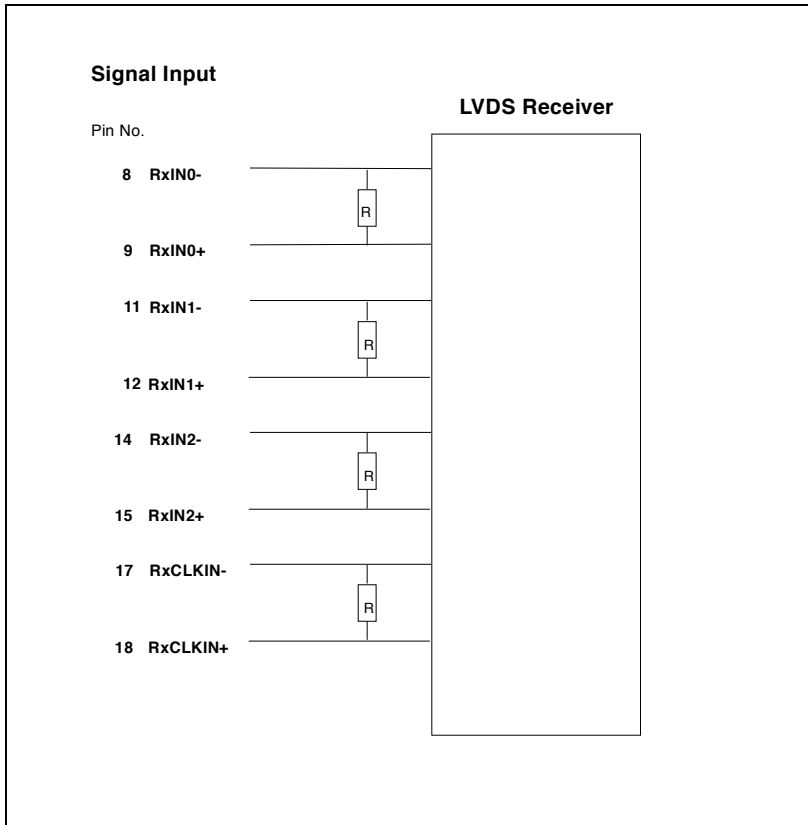 Signal Input
LVDS Receiver
Pin No.
8 RxIN0-
R
9 RxIN0+
11 RxIN1-
R
12 RxIN1+
14 RxIN2-
R
15 RxIN2+
17 RxCLKIN-
R
18 RxCLKIN+